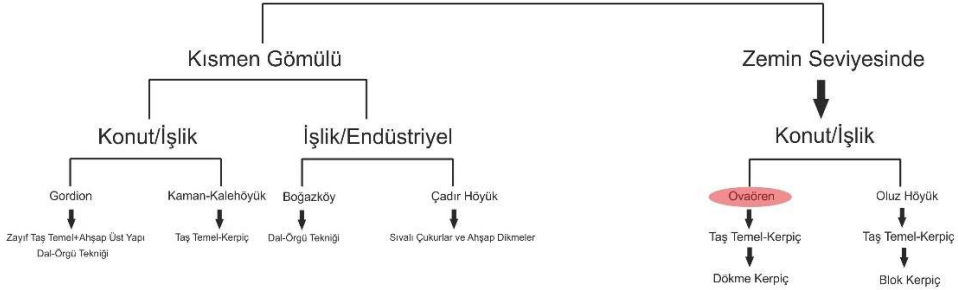 Kısmen Gömülü
Zemin Seviyesinde
Konut/İşlik
İşlik/Endüstriyel
Konut/İşlik
Gordion
Kaman-Kalehöyük
Boğazköy
Çadır Höyük
Ovaören
Oluz Höyük
Zayıf Taş Temel+Ahşap Üst Yapı
Dal-Örgü Tekniği
Taş Temel-Kerpiç
Dal-Örgü Tekniği
Sıvalı Çukurlar ve Ahşap Dikmeler
Taş Temel-Kerpiç
Taş Temel-Kerpiç
Dökme Kerpiç
Blok Kerpiç